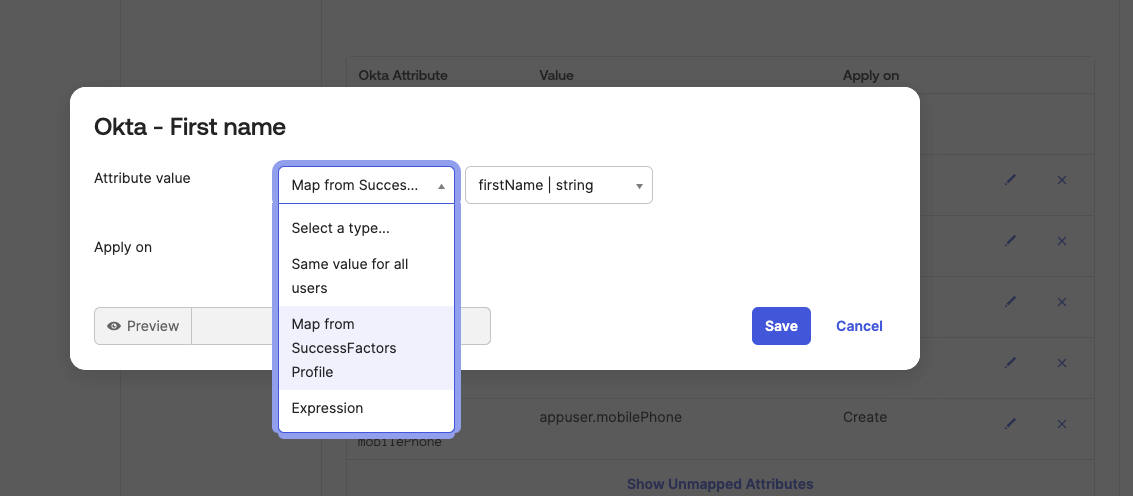 Okta Attribute Value Apply on
Okta - First name
Attribute value
Map from Succes...
firstName | string
Select a type...
Same value for all
users
Map from
SuccessFactors
Profile
Expression
Apply on
Preview
Save
Cancel
appuser.mobilePhone
Create
mobilePhone
Show Unmapped Attributes